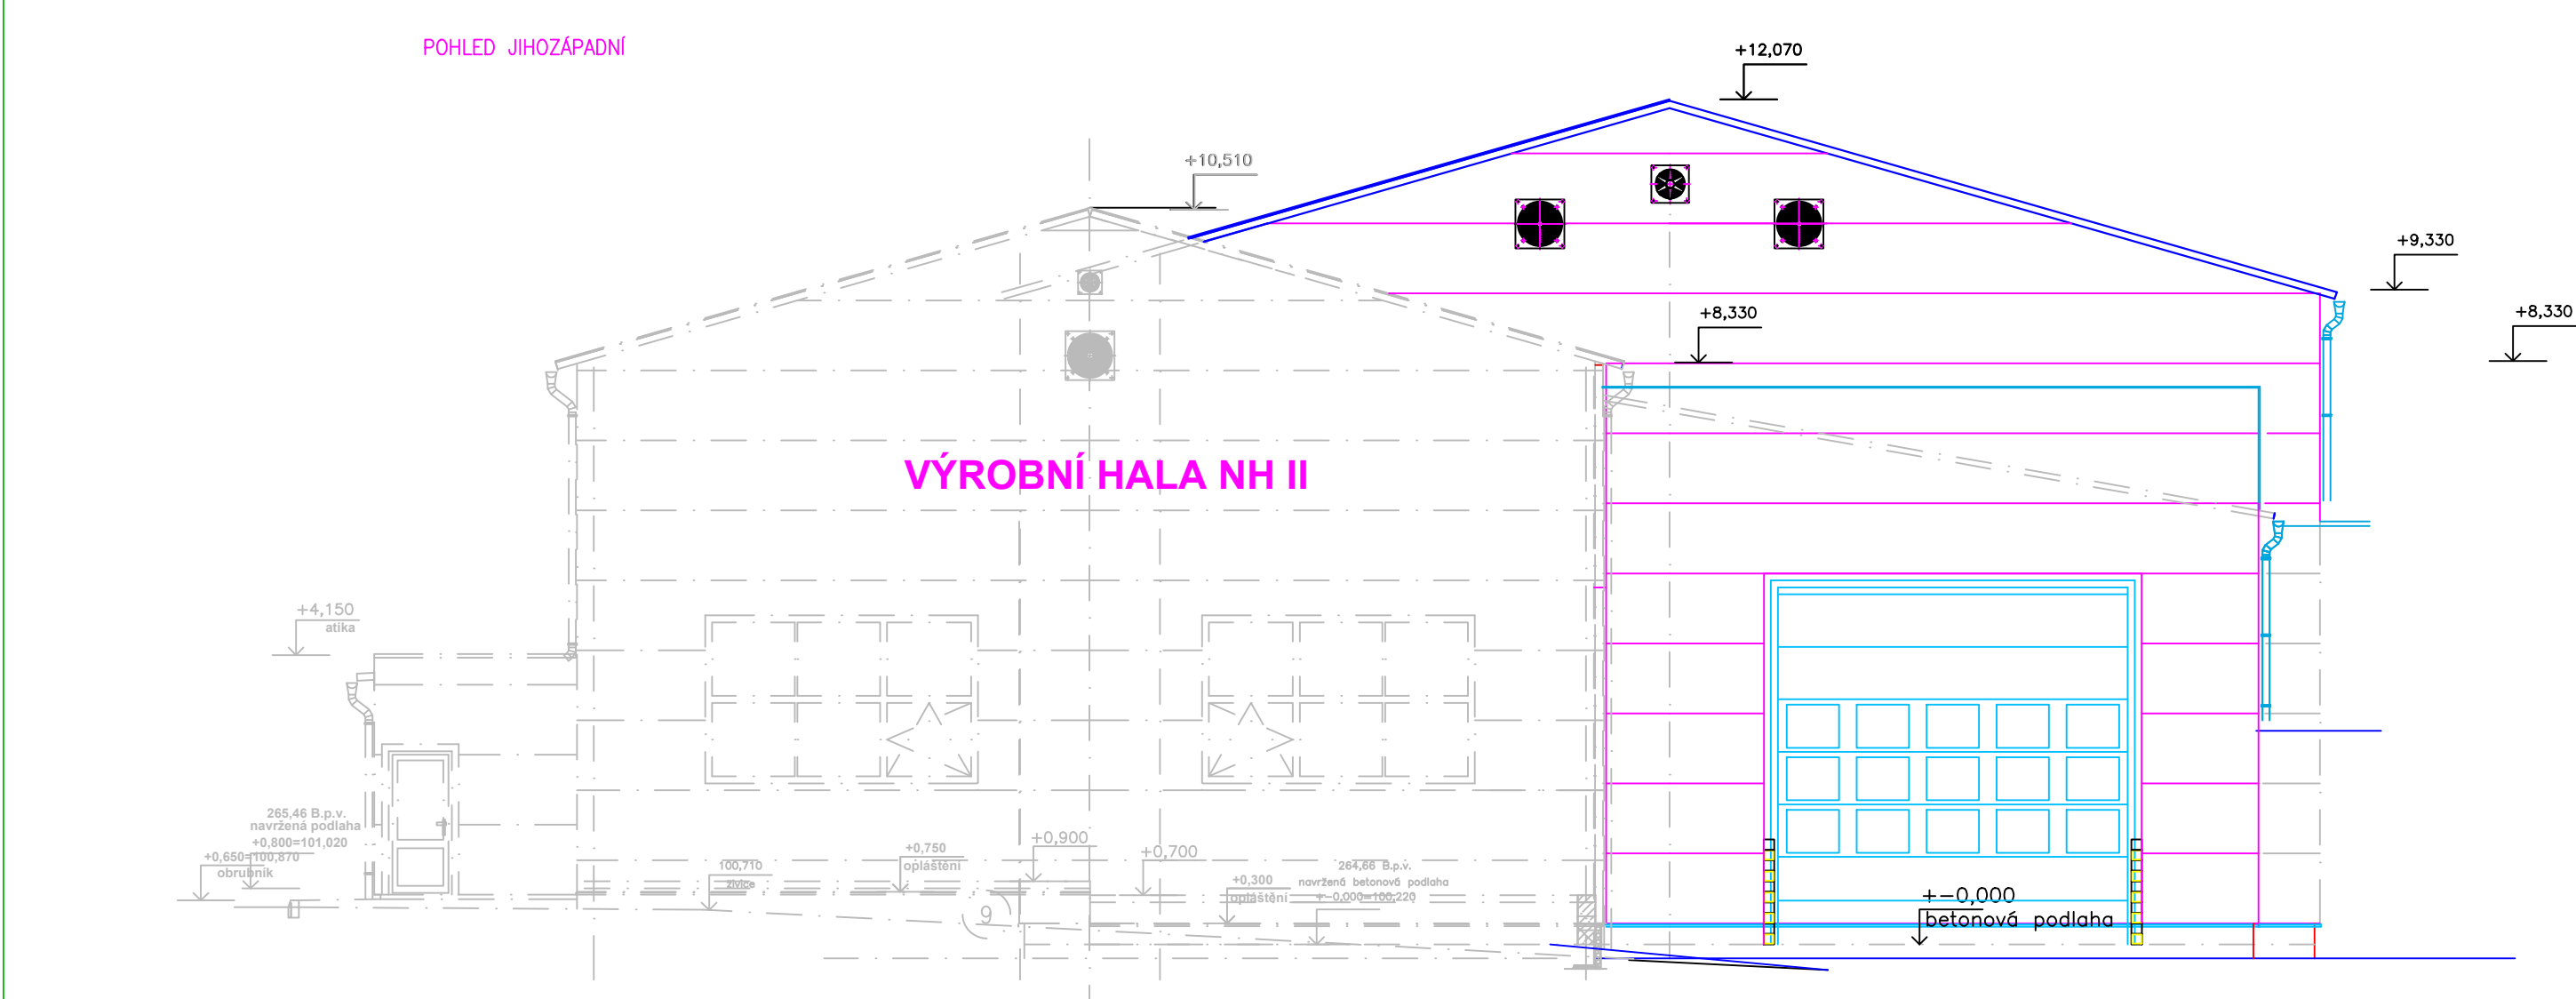 POHLED JIHOZÁPADNÍ
+12,070
+10,510
+9,330
+8,330
+8,330
VÝROBNÍ HALA NH II
+4,150
atika
265,46 B.p.v.
navržená podlaha
+0,800=101,020
+0,650=100,870
obrubník
100,710
živice
+0,750
opláštění
+0,900
+0,700
+0,300
opláštění
264,66 B.p.v.
navržená betonová podlaha
+-0,000=100,220
9
+-0,000
betonová podlaha